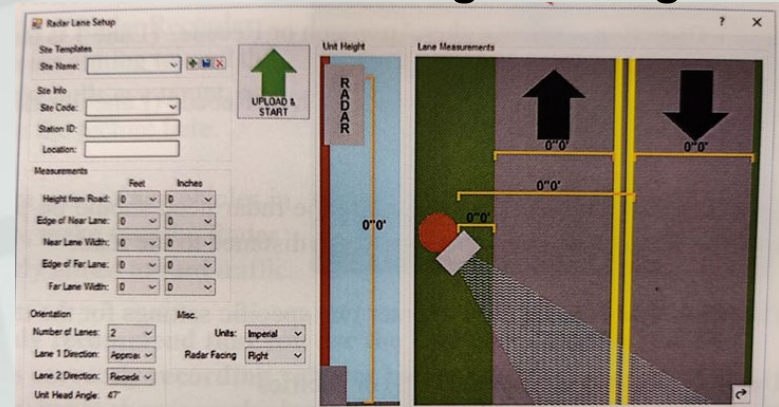 Radar Lane Setup ? X
Site Templates
Site Name:
Site Info
Site Code:
Station ID:
Location:
UPLOAD &
START
Measurements
Feet Inches
Height from Road: 0 0
Edge of Near Lane: 0 0
Near Lane Width: 0 0
Edge of Far Lane: 0 0
Far Lane Width: 0 0
Orientation
Number of Lanes: 2
Lane 1 Direction: Approac
Lane 2 Direction: Recede
Unit Head Angle: 47°
Misc.
Units: Imperial
Radar Facing Right
Unit Height
RADAR
0"0'
Lane Measurements
0"0'
0"0'
0"0'
0"0'